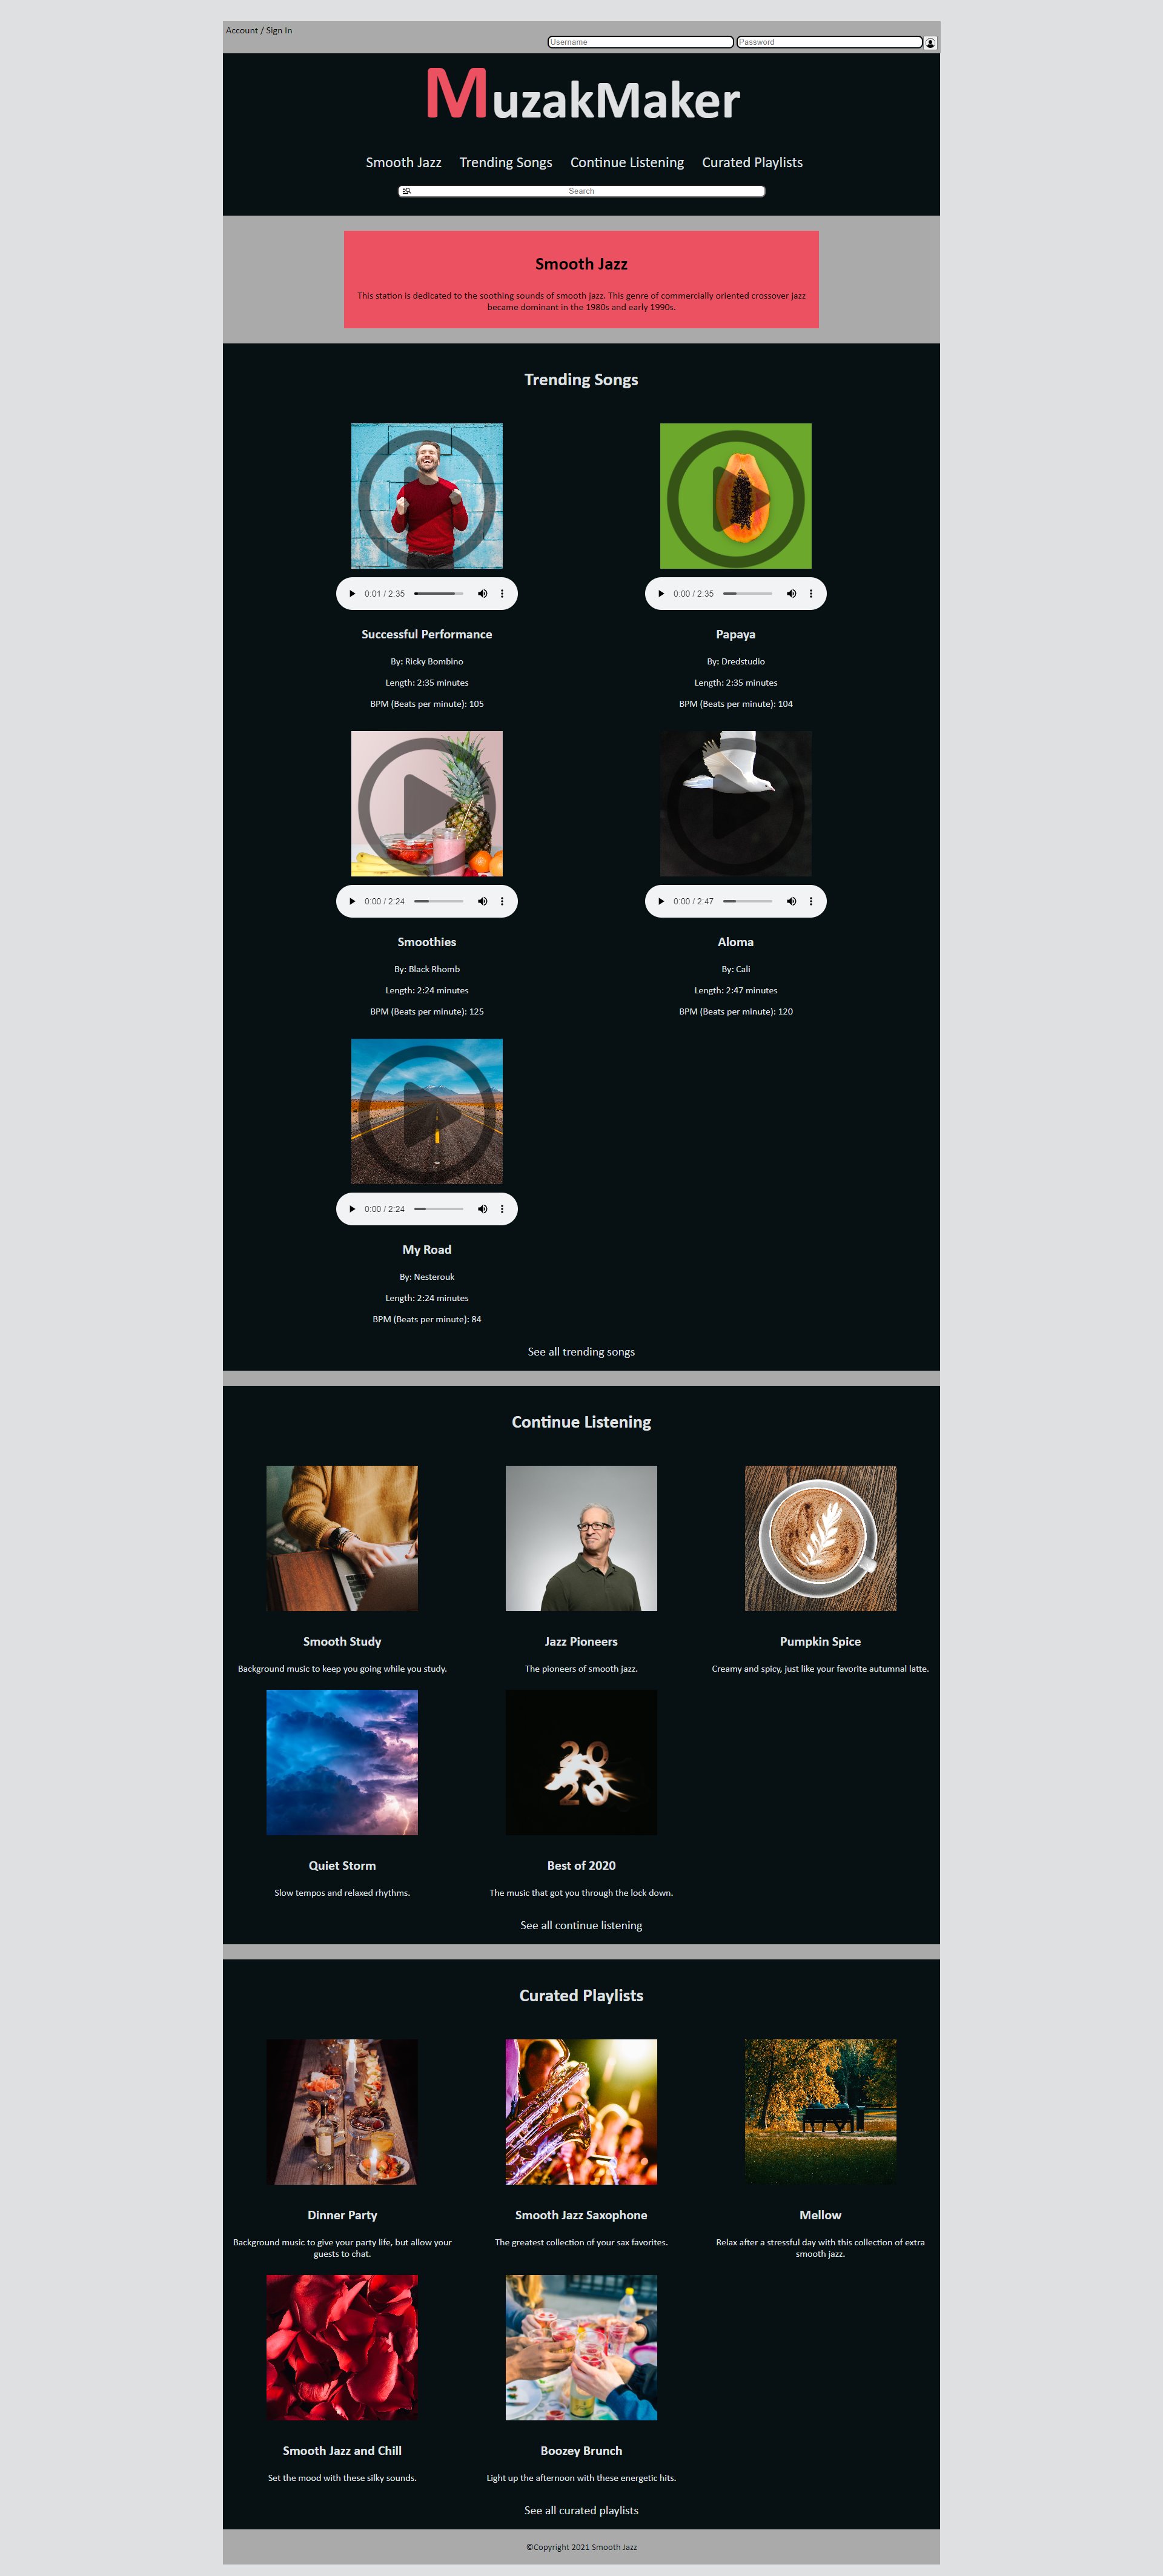 Account / Sign In
Username Password
MuzakMaker
Smooth Jazz Trending Songs Continue Listening Curated Playlists
Search
Smooth Jazz
This station is dedicated to the soothing sounds of smooth jazz. This genre of commercially oriented crossover jazz
became dominant in the 1980s and early 1990s.
Trending Songs
0:01 / 2:35
Successful Performance
By: Ricky Bombino
Length: 2:35 minutes
BPM (Beats per minute): 105
0:00 / 2:35
Papaya
By: Dredstudio
Length: 2:35 minutes
BPM (Beats per minute): 104
0:00 / 2:24
Smoothies
By: Black Rhomb
Length: 2:24 minutes
BPM (Beats per minute): 125
0:00 / 2:47
Aloma
By: Cali
Length: 2:47 minutes
BPM (Beats per minute): 120
0:00 / 2:24
My Road
By: Nesterouk
Length: 2:24 minutes
BPM (Beats per minute): 84
See all trending songs
Continue Listening
Smooth Study
Background music to keep you going while you study.
Jazz Pioneers
The pioneers of smooth jazz.
Pumpkin Spice
Creamy and spicy, just like your favorite autumnal latte.
Quiet Storm
Slow tempos and relaxed rhythms.
20
20
Best of 2020
The music that got you through the lock down.
See all continue listening
Curated Playlists
Dinner Party
Background music to give your party life, but allow your
guests to chat.
Smooth Jazz Saxophone
The greatest collection of your sax favorites.
Mellow
Relax after a stressful day with this collection of extra
smooth jazz.
Smooth Jazz and Chill
Set the mood with these silky sounds.
Boozey Brunch
Light up the afternoon with these energetic hits.
See all curated playlists
©Copyright 2021 Smooth Jazz